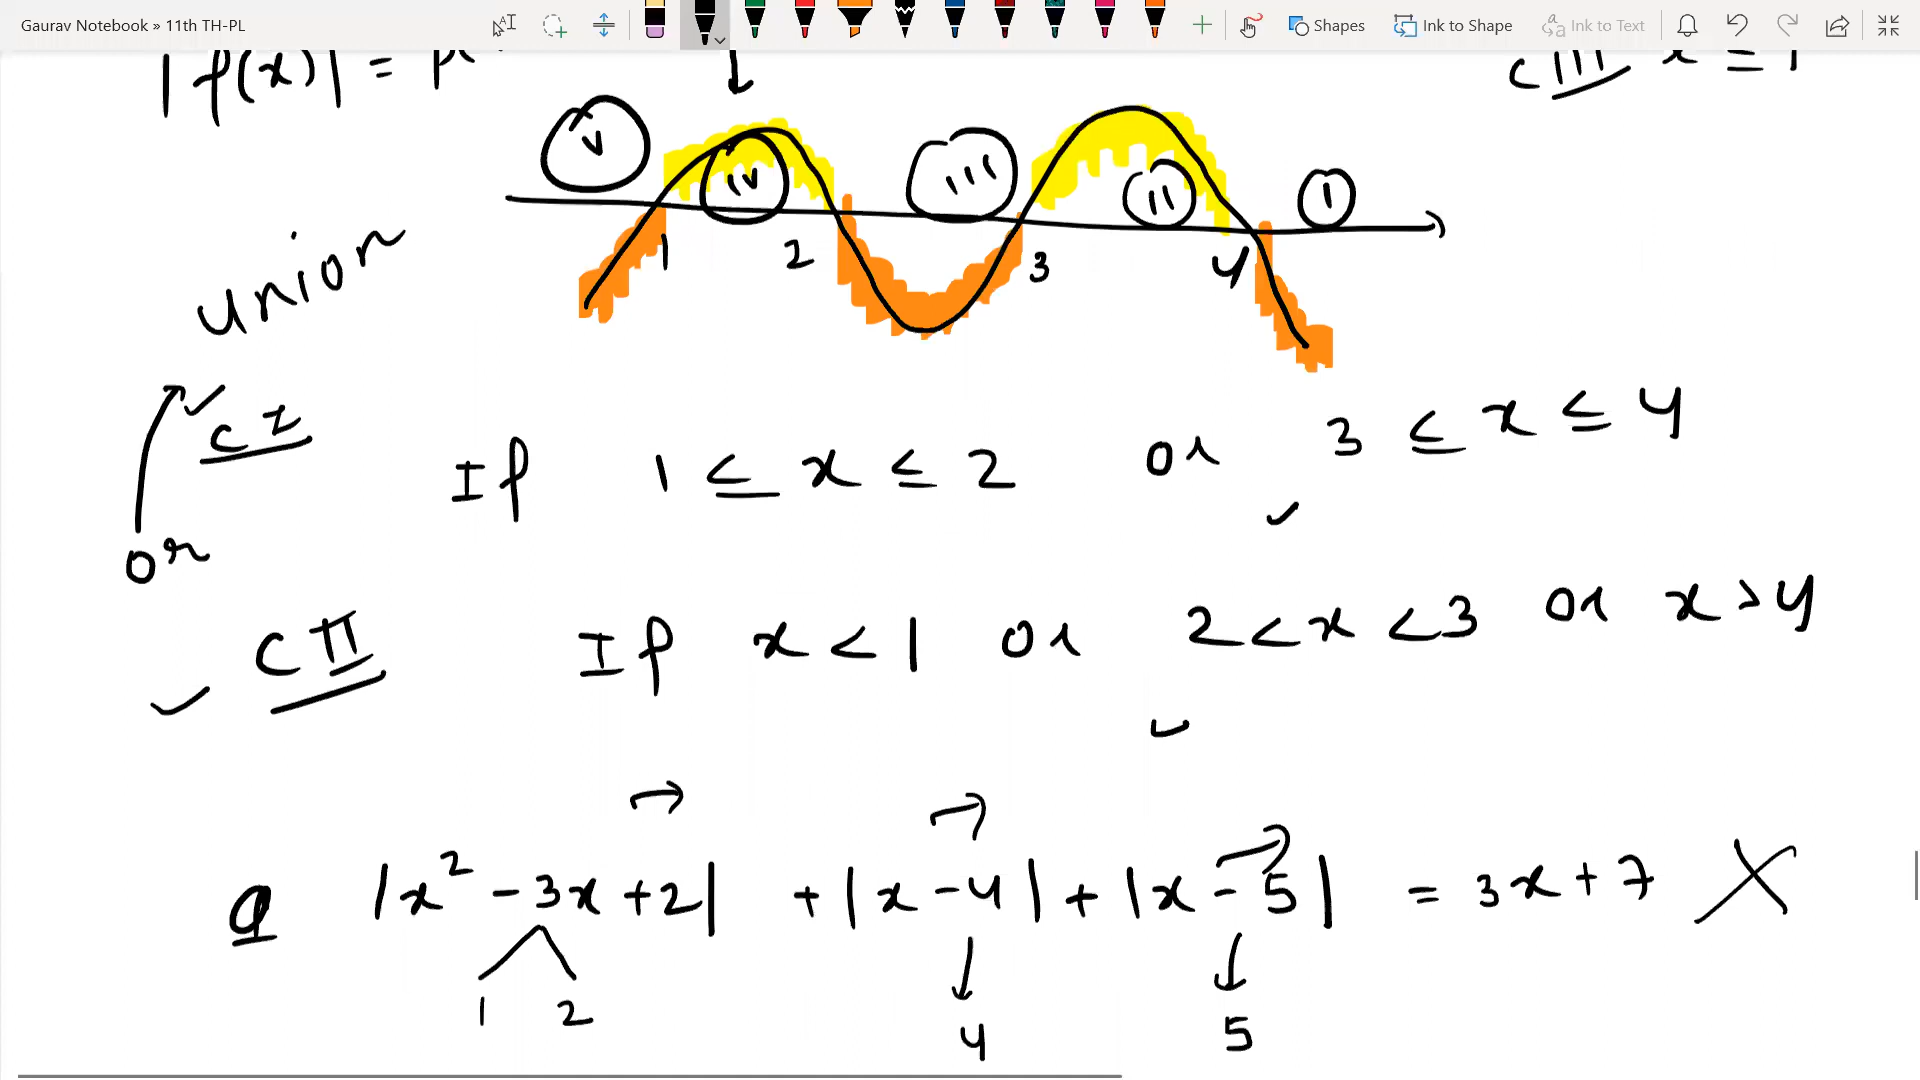 Gaurav Notebook » 11th TH-PL
Shapes
Ink to Shape
Ink to Text
|f(x)| =
C III x
V IV III II I
1 2 3 4
union
C I If 1 ≤ x ≤ 2 or 3 ≤ x ≤ 4
or
C II If x < 1 or 2 < x < 3 or x > 4
Q |x² - 3x + 2| + |x - 4| + |x - 5| = 3x + 7
1 2 4 5